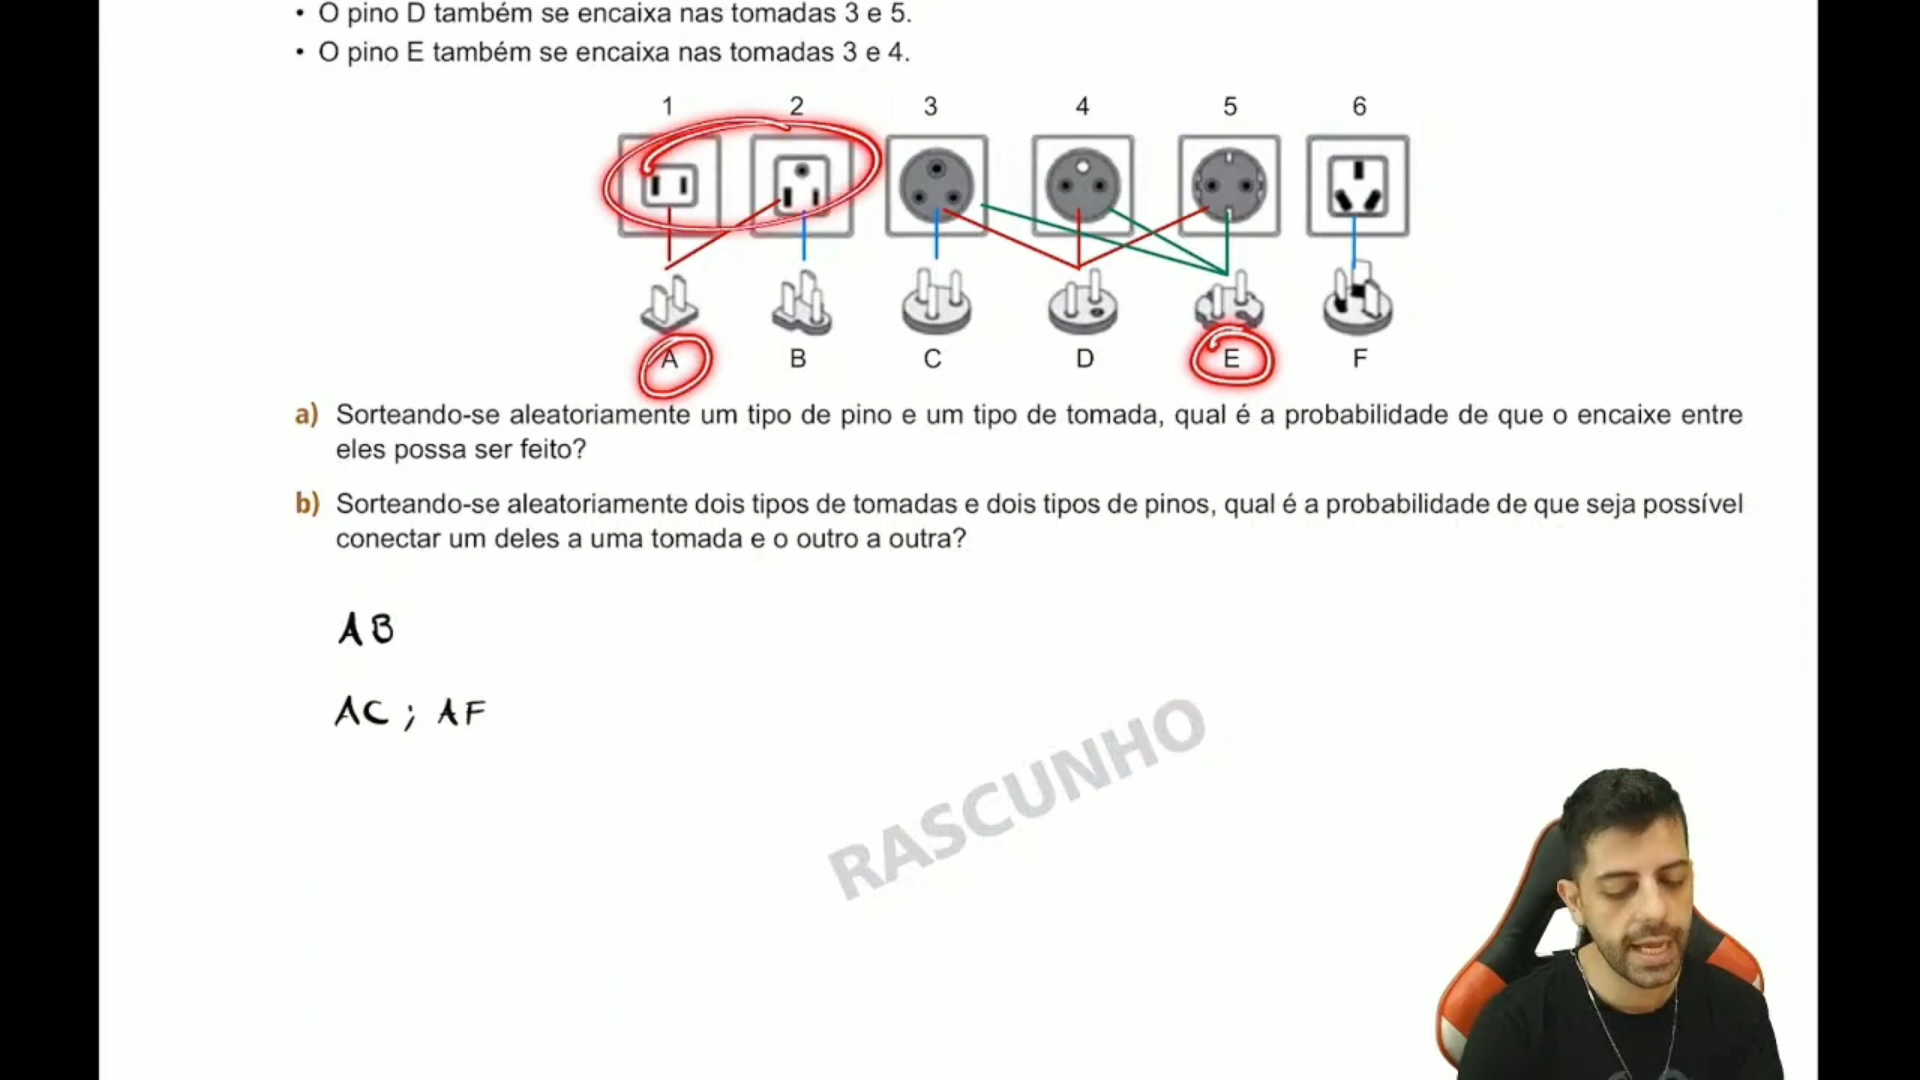 • O pino D também se encaixa nas tomadas 3 e 5.
• O pino E também se encaixa nas tomadas 3 e 4.
1 2 3 4 5 6
A B C D E F
a) Sorteando-se aleatoriamente um tipo de pino e um tipo de tomada, qual é a probabilidade de que o encaixe entre
eles possa ser feito?
b) Sorteando-se aleatoriamente dois tipos de tomadas e dois tipos de pinos, qual é a probabilidade de que seja possível
conectar um deles a uma tomada e o outro a outra?
AB
AC ; AF
RASCUNHO